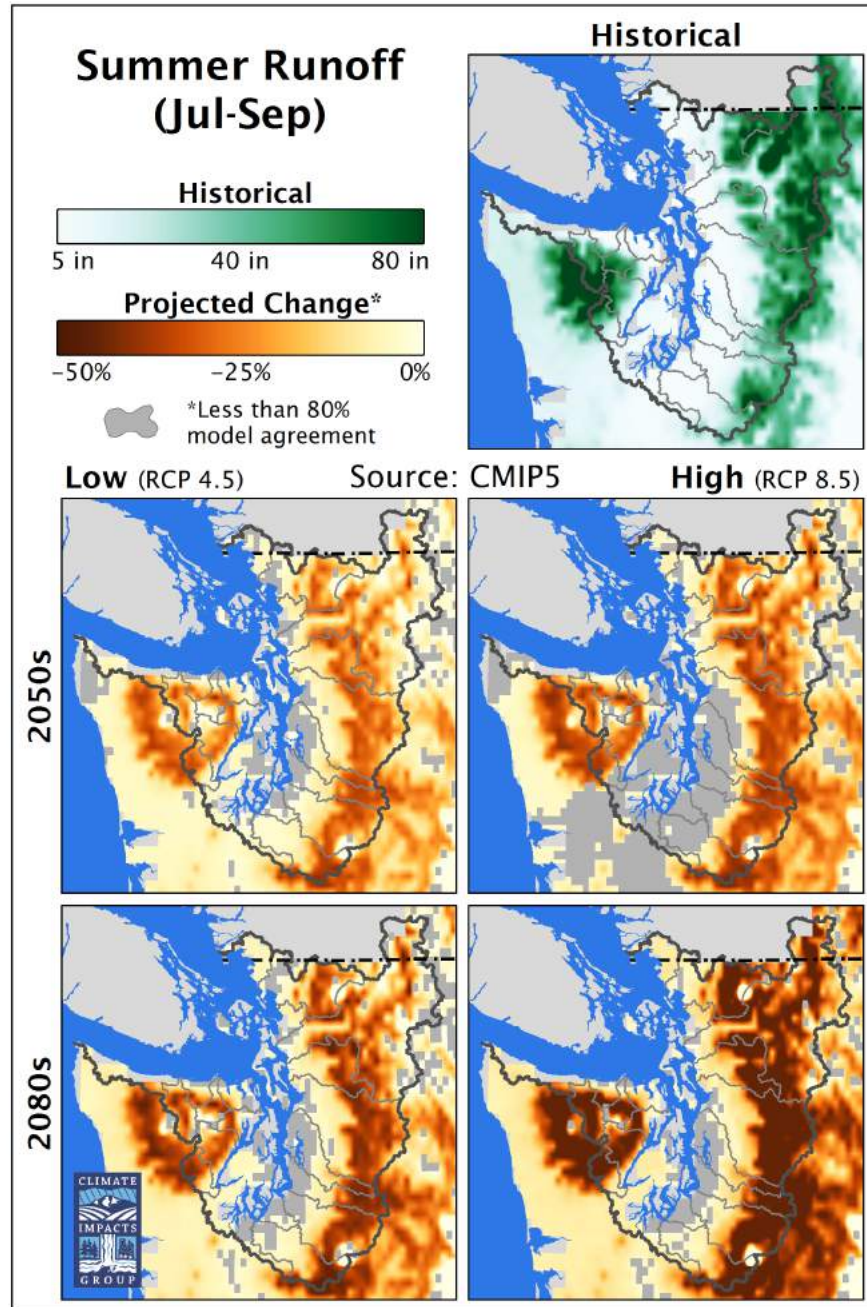 Summer Runoff
(Jul-Sep)
Historical
Historical
5 in 40 in 80 in
Projected Change*
-50% -25% 0%
*Less than 80%
model agreement
Low (RCP 4.5) Source: CMIP5 High (RCP 8.5)
2050s
2080s
CLIMATE
IMPACTS
GROUP